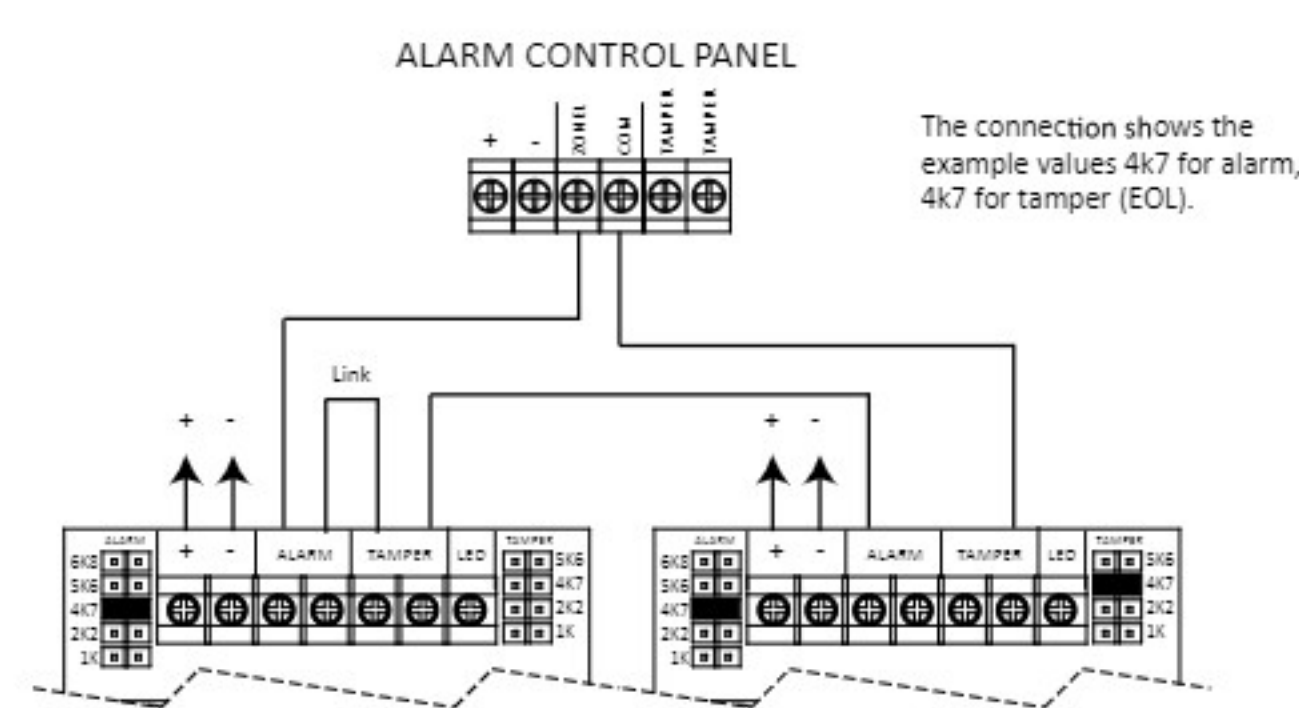 ALARM CONTROL PANEL
The connection shows the
example values 4k7 for alarm,
4k7 for tamper (EOL).
+ - ZONE1 COM TAMPER TAMPER
Link
+ -
+ -
ALARM
6K8
5K6
4K7
2K2
1K
+ - ALARM TAMPER LED
TAMPER
5K6
4K7
2K2
1K
ALARM
6K8
5K6
4K7
2K2
1K
+ - ALARM TAMPER LED
TAMPER
5K6
4K7
2K2
1K